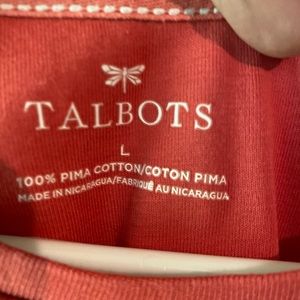 TALBOTS
L
100% PIMA COTTON/COTON PIMA
MADE IN NICARAGUA/FABRIQUÉ AU NICARAGUA